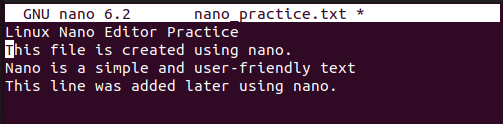 GNU nano 6.2 nano_practice.txt *
Linux Nano Editor Practice
This file is created using nano.
Nano is a simple and user-friendly text
This line was added later using nano.